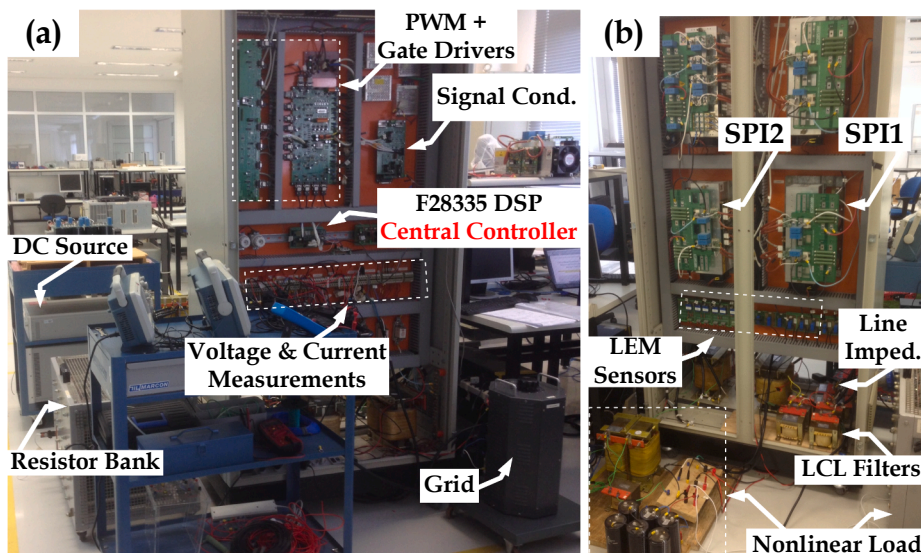 (a)
PWM +
Gate Drivers
Signal Cond.
F28335 DSP
Central Controller
DC Source
Voltage & Current
Measurements
MARCON
Resistor Bank
Grid
(b)
SPI2
SPI1
LEM
Sensors
Line
Imped.
LCL Filters
Nonlinear Load